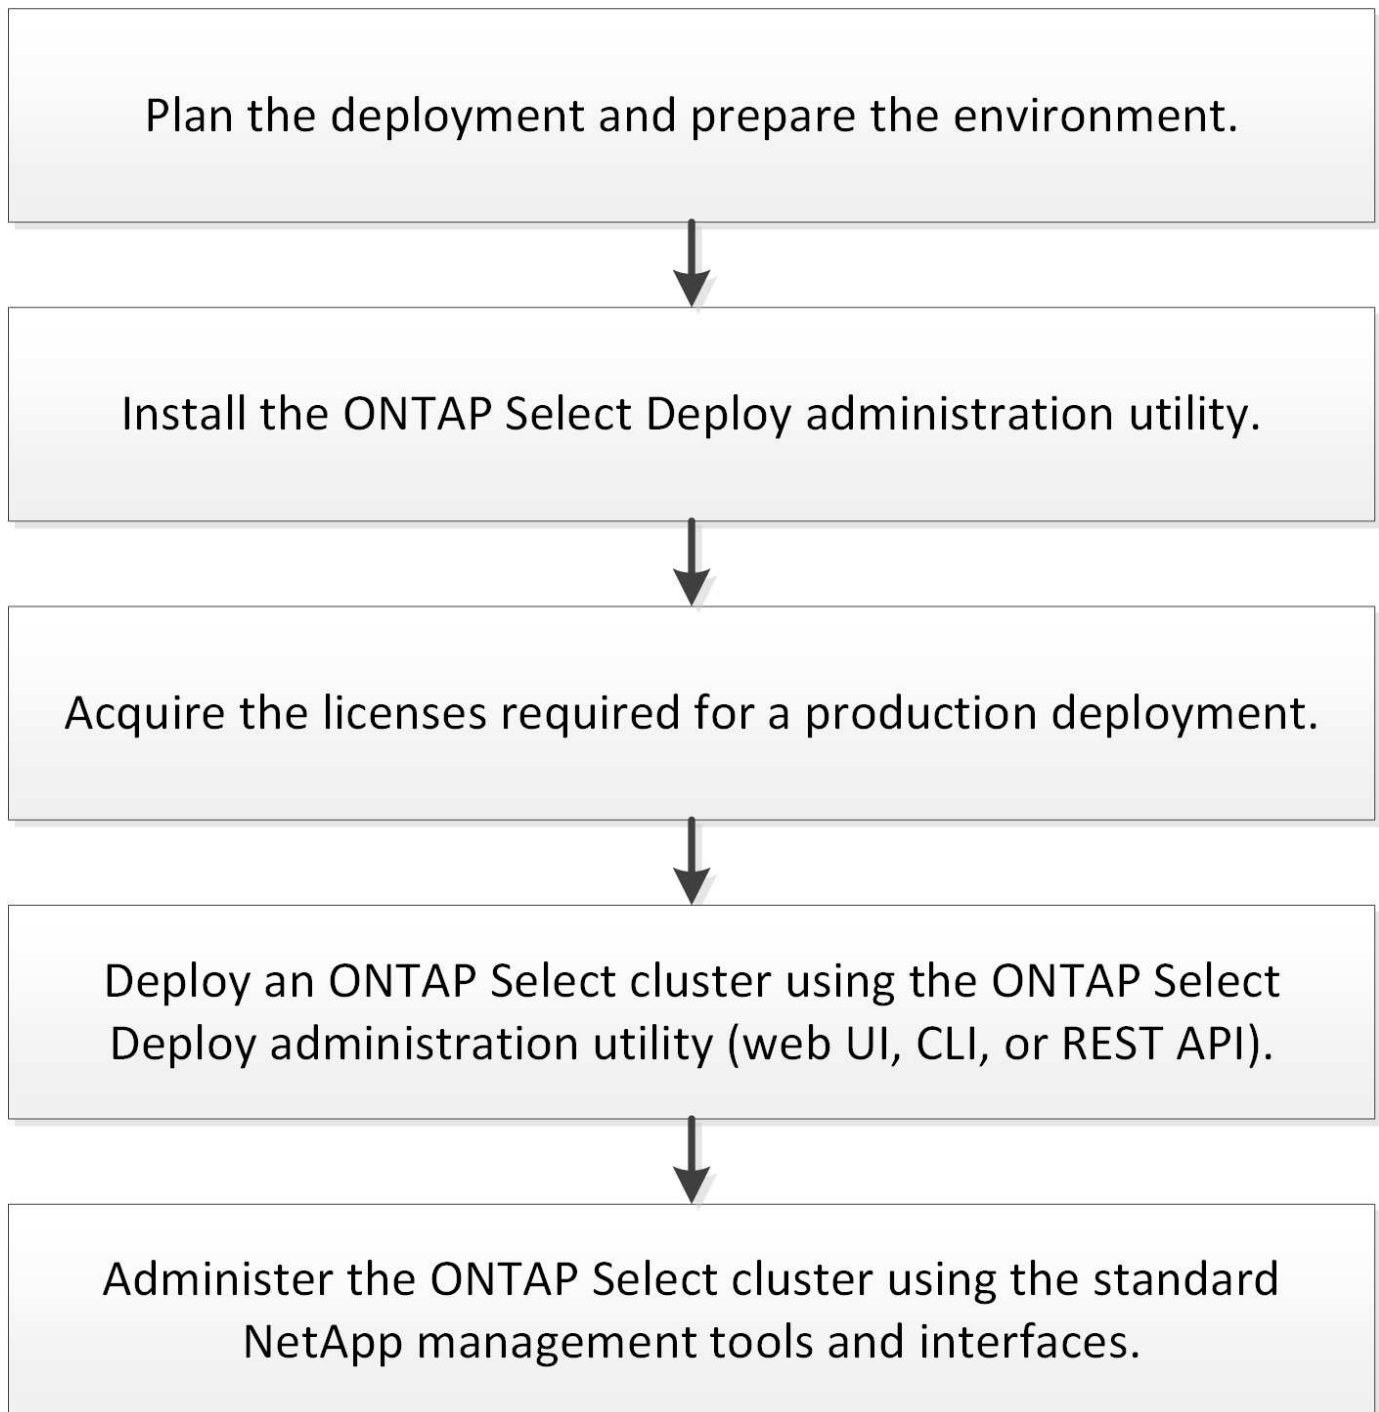 Plan the deployment and prepare the environment.
Install the ONTAP Select Deploy administration utility.
Acquire the licenses required for a production deployment.
Deploy an ONTAP Select cluster using the ONTAP Select
Deploy administration utility (web UI, CLI, or REST API).
Administer the ONTAP Select cluster using the standard
NetApp management tools and interfaces.